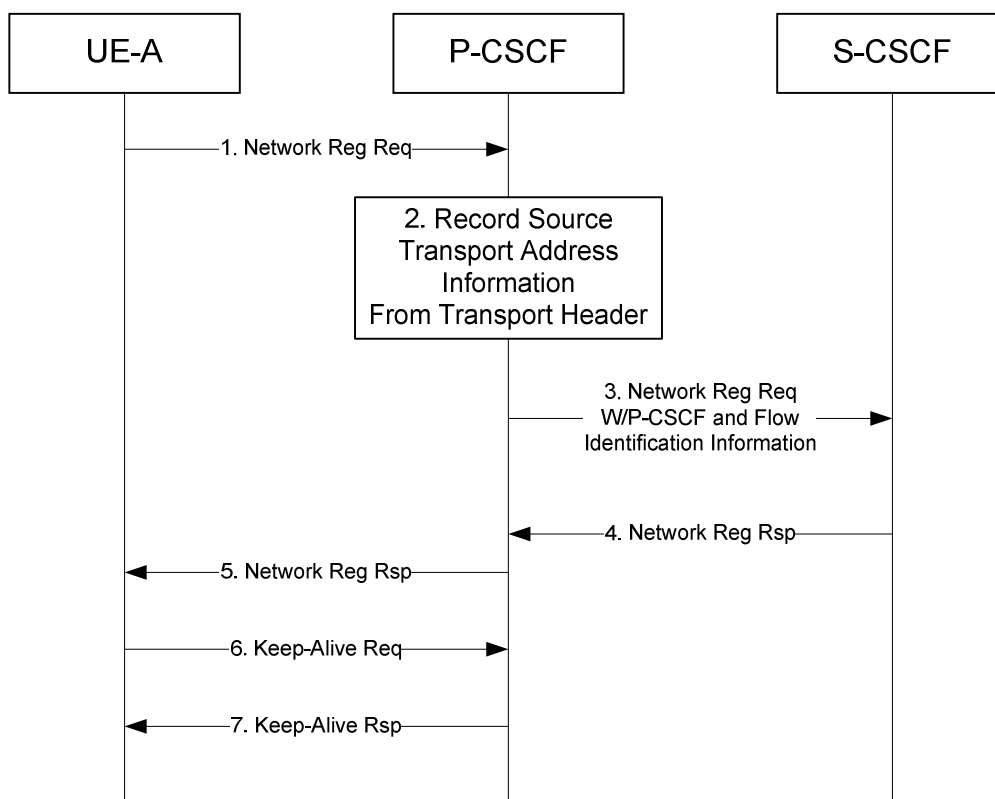 UE-A
P-CSCF
S-CSCF
1. Network Reg Req
2. Record Source
Transport Address
Information
From Transport Header
3. Network Reg Req
W/P-CSCF and Flow
Identification Information
4. Network Reg Rsp
5. Network Reg Rsp
6. Keep-Alive Req
7. Keep-Alive Rsp